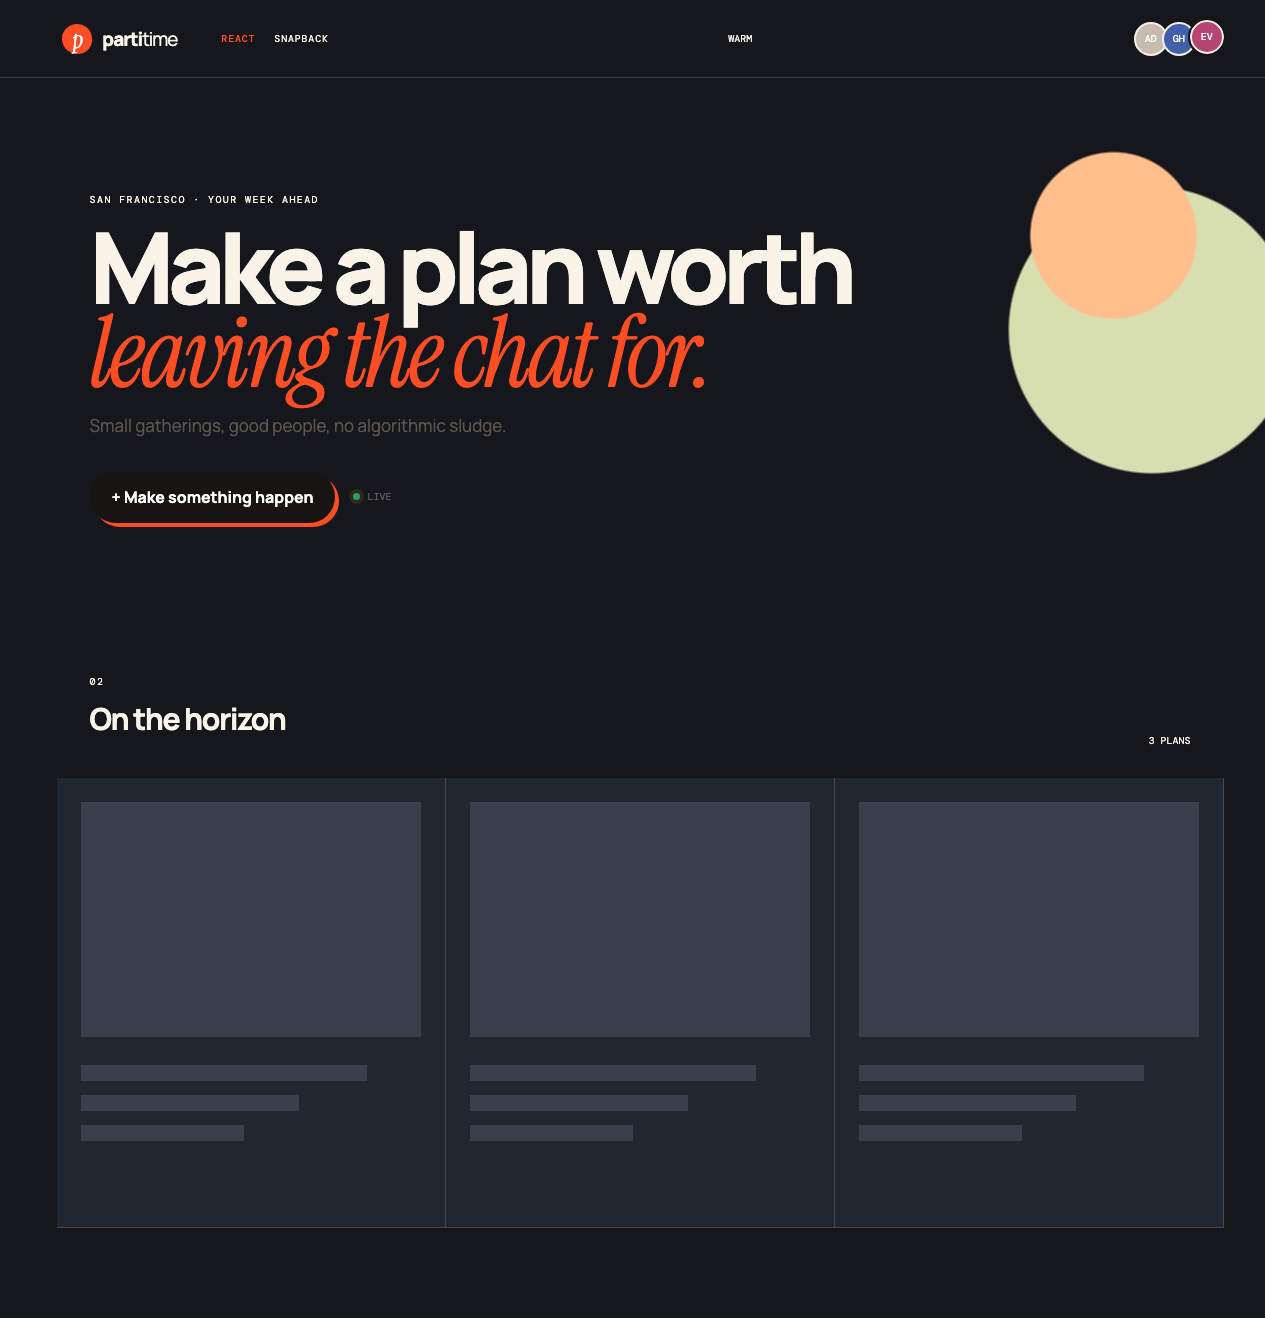 p partitime
REACT SNAPBACK
WARM
AD GH EV
SAN FRANCISCO · YOUR WEEK AHEAD
Make a plan worth
leaving the chat for.
Small gatherings, good people, no algorithmic sludge.
+ Make something happen
LIVE
02
On the horizon
3 PLANS